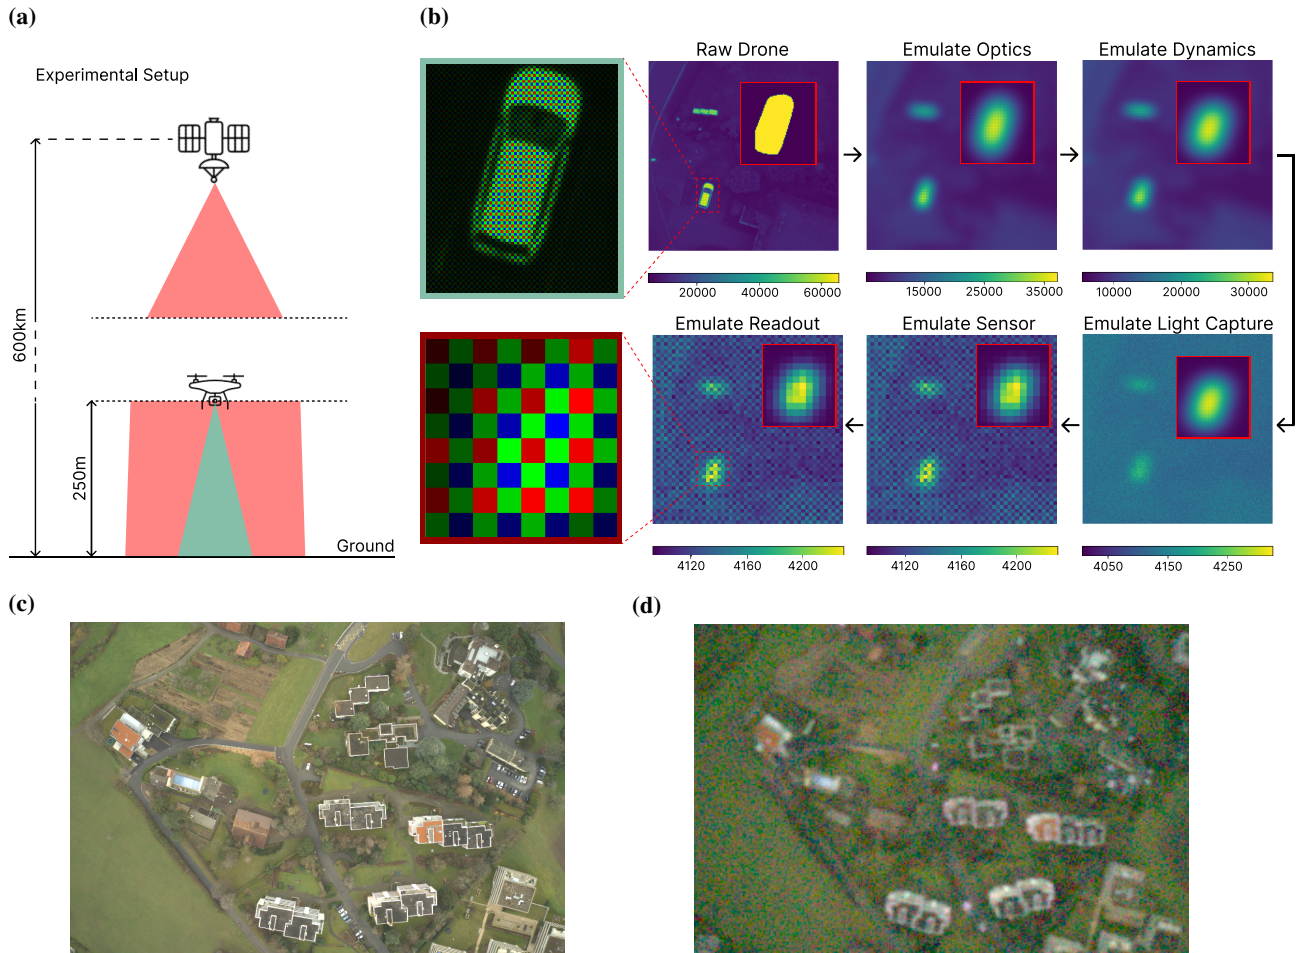 (a)
(b)
Experimental Setup
600km
250m
Ground
Raw Drone
Emulate Optics
Emulate Dynamics
20000 40000 60000
15000 25000 35000
10000 20000 30000
Emulate Readout
Emulate Sensor
Emulate Light Capture
4120 4160 4200
4120 4160 4200
4050 4150 4250
(c)
(d)